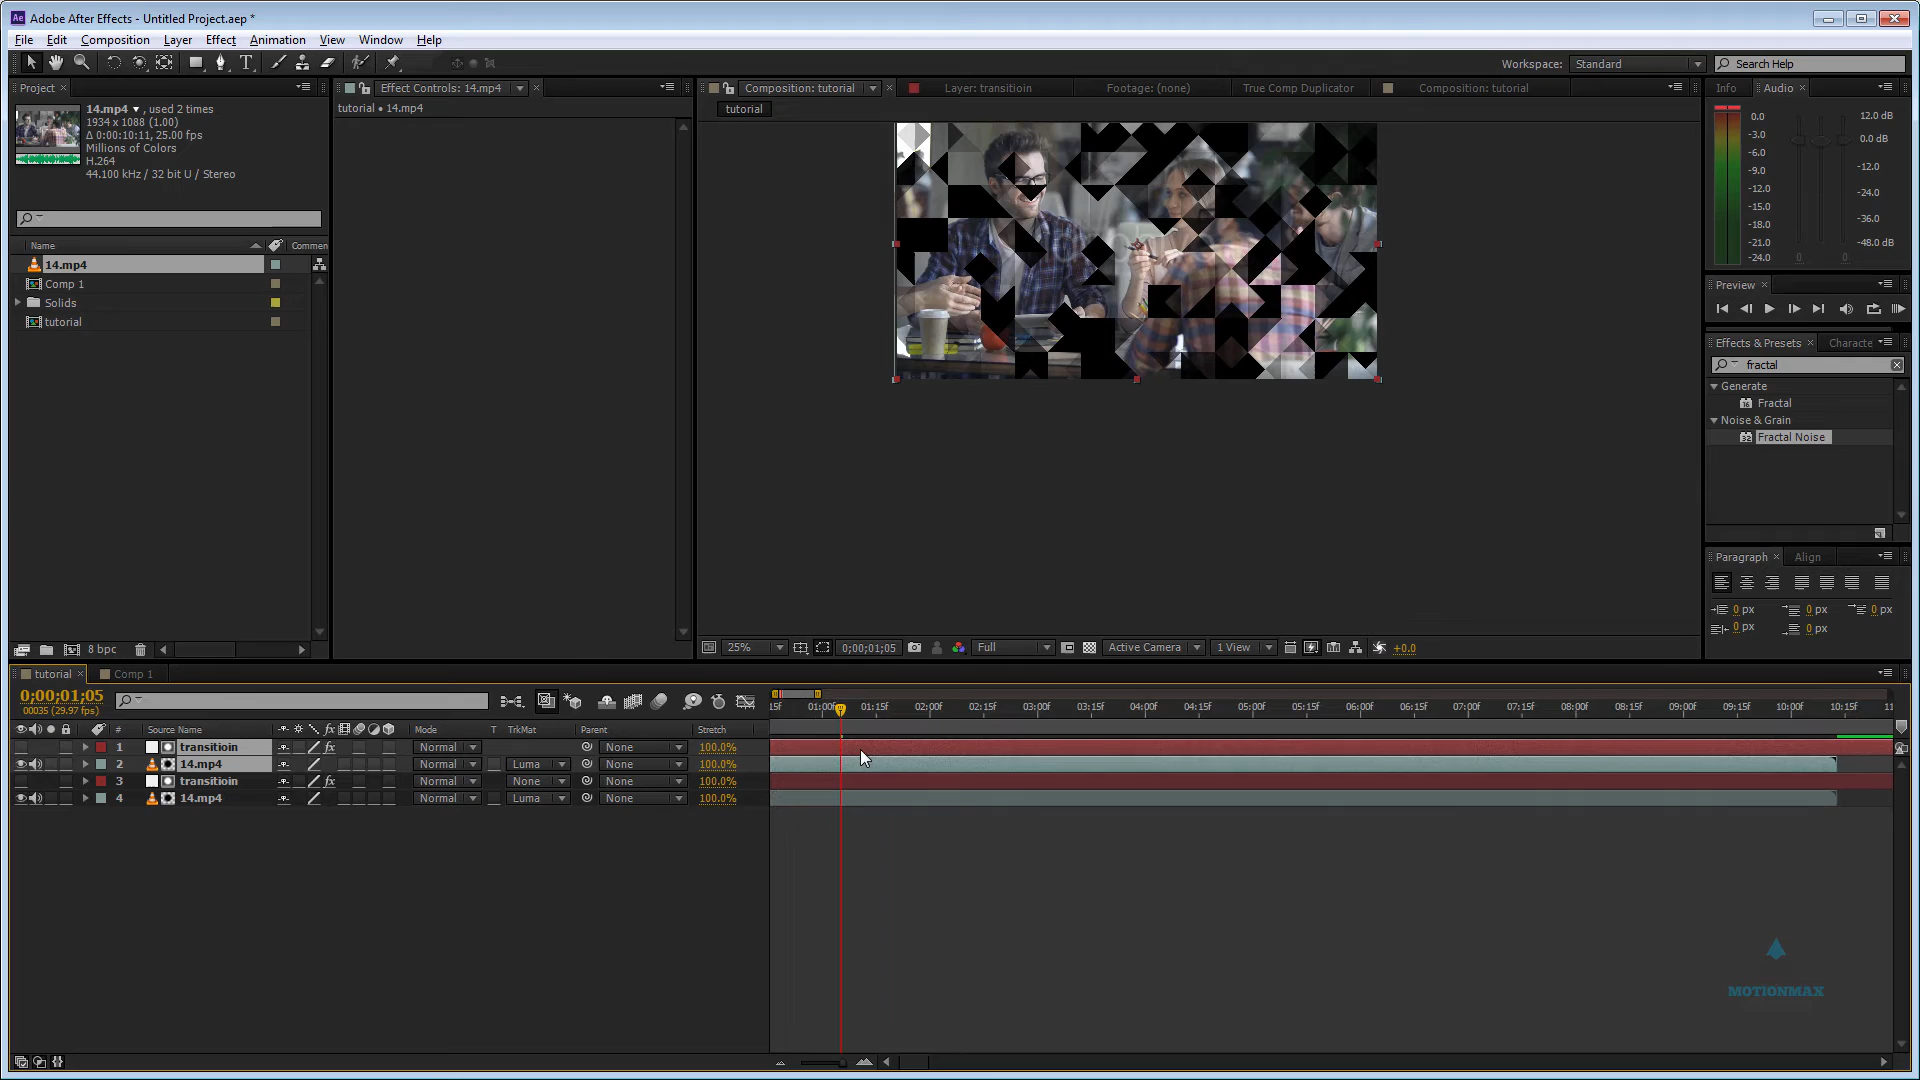 Adobe After Effects - Untitled Project.aep *
File Edit Composition Layer Effect Animation View Window Help
Workspace: Standard Search Help
Project
14.mp4 , used 2 times
1934 x 1088 (1.00)
Δ 0:00:10:11, 25.00 fps
Millions of Colors
H.264
44.100 kHz / 32 bit U / Stereo
Name Commen
14.mp4
Comp 1
Solids
tutorial
8 bpc
Effect Controls: 14.mp4
tutorial • 14.mp4
Composition: tutorial Layer: transitioin Footage: (none) True Comp Duplicator Composition: tutorial
tutorial
25% 0;00;01;05 Full Active Camera 1 View +0.0
Info Audio
0.0 12.0 dB
-3.0 0.0 dB
-6.0
-9.0 -12.0
-12.0 -24.0
-15.0
-18.0 -36.0
-21.0 -48.0 dB
-24.0
Preview
Effects & Presets Characte
fractal
Generate
Fractal
Noise & Grain
Fractal Noise
Paragraph Align
0 px 0 px 0 px
0 px 0 px
tutorial Comp 1
0;00;01;05
00035 (29.97 fps)
15f 01:00f 01:15f 02:00f 02:15f 03:00f 03:15f 04:00f 04:15f 05:00f 05:15f 06:00f 06:15f 07:00f 07:15f 08:00f 08:15f 09:00f 09:15f 10:00f 10:15f 11
# Source Name Mode T TrkMat Parent Stretch
1 transitioin Normal None 100.0%
2 14.mp4 Normal Luma None 100.0%
3 transitioin Normal None None 100.0%
4 14.mp4 Normal Luma None 100.0%
MOTIONMAX